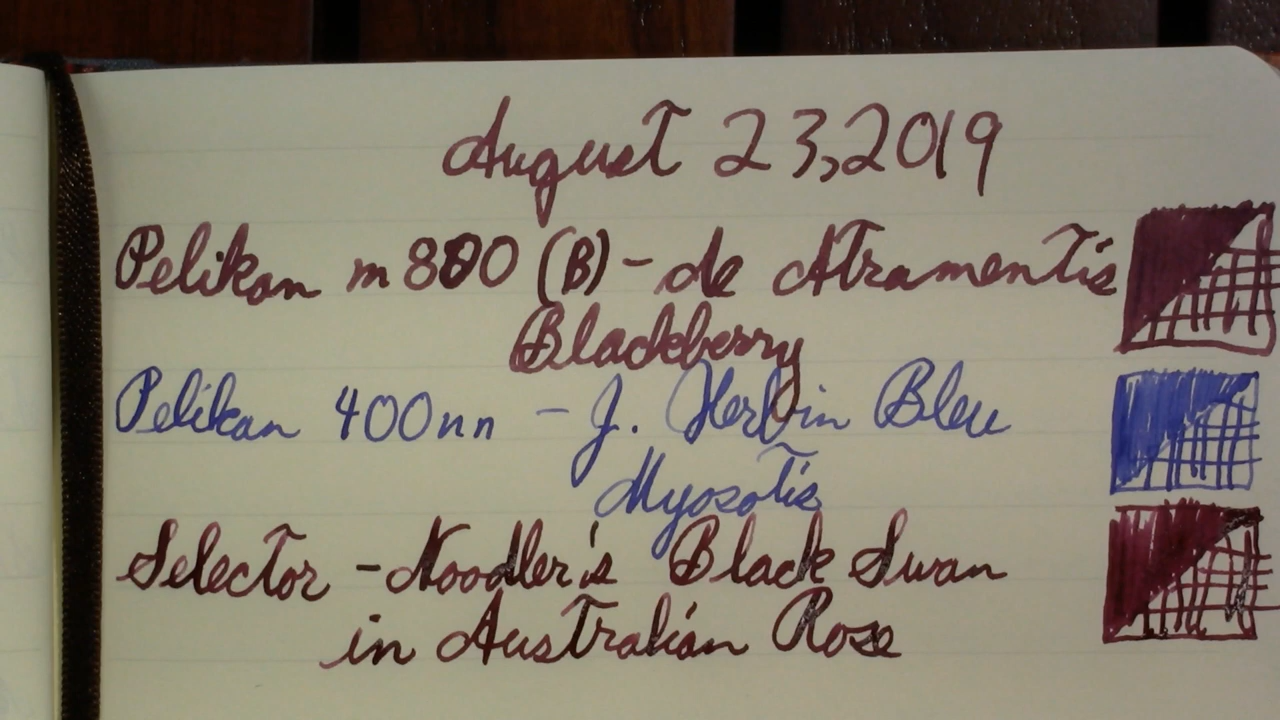 August 23, 2019
Pelikan m800 (B) - de Atramentis
Blackberry
Pelikan 400nn - J. Herbin Bleu
Myosotis
Selector - Noodler's Black Swan
in Australian Rose